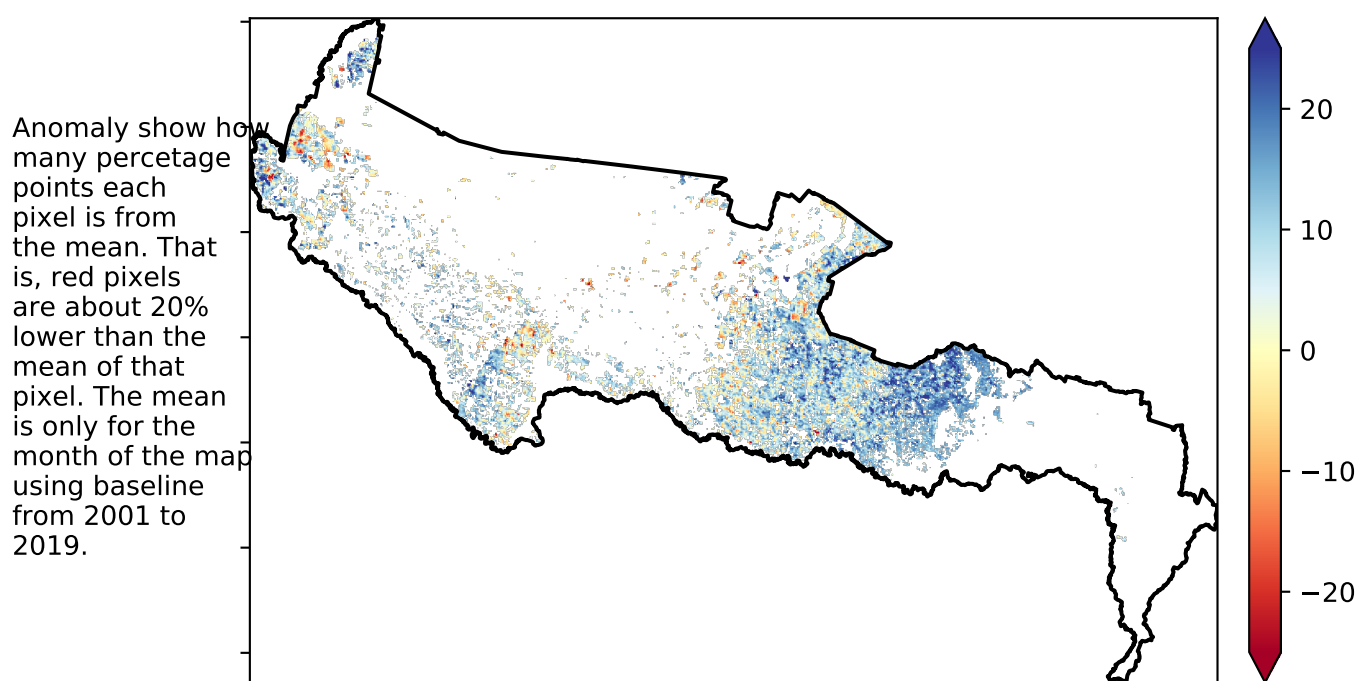 Anomaly show how
many percetage
points each
pixel is from
the mean. That
is, red pixels
are about 20%
lower than the
mean of that
pixel. The mean
is only for the
month of the map
using baseline
from 2001 to
2019.
20
10
0
−10
−20